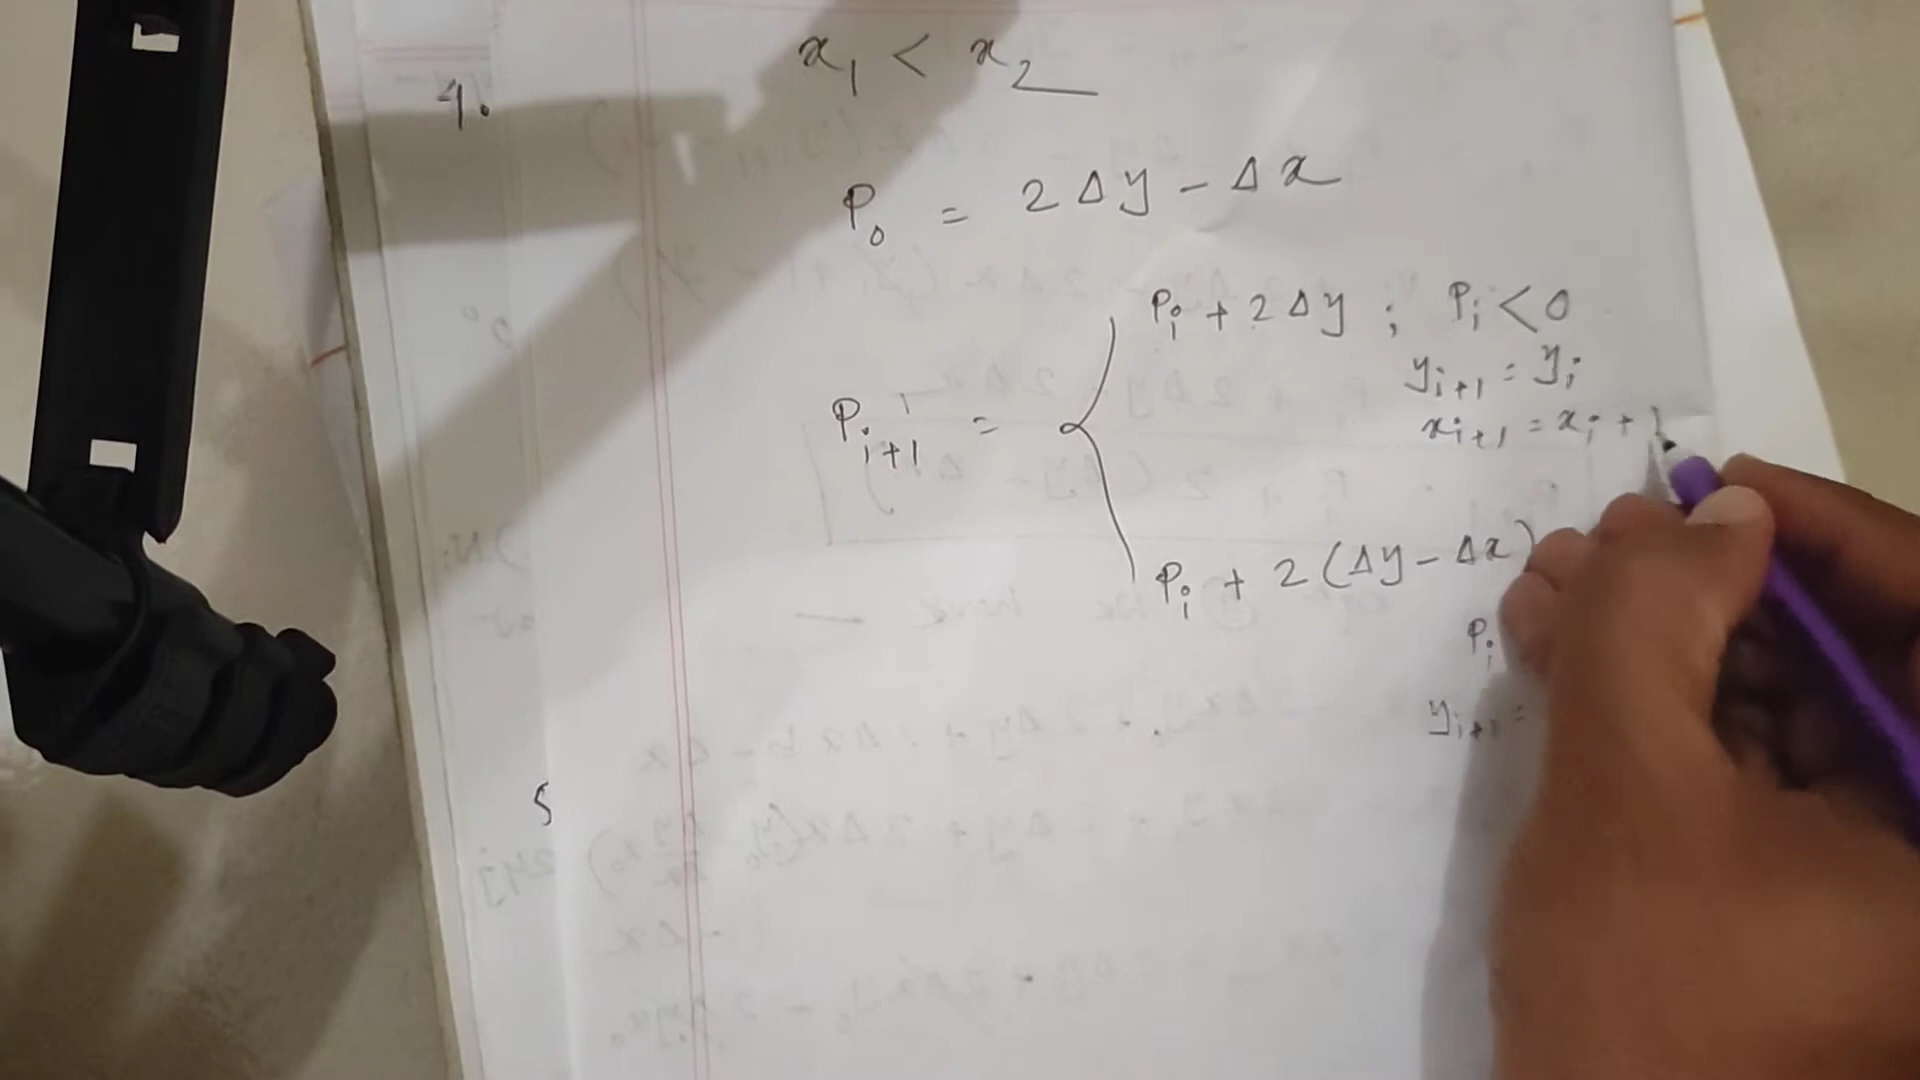 x₁ < x₂
4.
P₀ = 2Δy - Δx
Pᵢ + 2Δy ; Pᵢ < 0
yᵢ₊₁ = yᵢ
xᵢ₊₁ = xᵢ + 1
Pᵢ₊₁ =
Pᵢ + 2(Δy - Δx)
Pᵢ
yᵢ₊₁ =